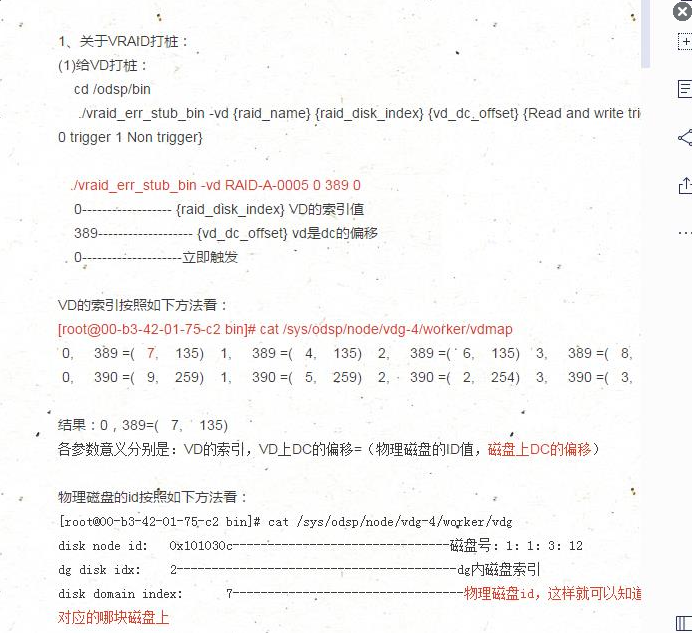 1、关于VRAID打桩：
(1)给VD打桩：
cd /odsp/bin
./vraid_err_stub_bin -vd {raid_name} {raid_disk_index} {vd_dc_offset} {Read and write
0 trigger 1 Non trigger}
./vraid_err_stub_bin -vd RAID-A-0005 0 389 0
0------------------ {raid_disk_index} VD的索引值
389------------------- {vd_dc_offset} vd是dc的偏移
0--------------------立即触发
VD的索引按照如下方法看：
[root@00-b3-42-01-75-c2 bin]# cat /sys/odsp/node/vdg-4/worker/vdmap
0, 389 =( 7, 135) 1, 389 =( 4, 135) 2, 389 =( 6, 135) 3, 389 =( 8,
0, 390 =( 9, 259) 1, 390 =( 5, 259) 2, 390 =( 2, 254) 3, 390 =( 3,
结果：0，389=( 7, 135)
各参数意义分别是：VD的索引，VD上DC的偏移=（物理磁盘的ID值，磁盘上DC的偏移）
物理磁盘的id按照如下方法看：
[root@00-b3-42-01-75-c2 bin]# cat /sys/odsp/node/vdg-4/worker/vdg
disk node id: 0x101030c-------------------------------磁盘号：1：1：3：12
dg disk idx: 2----------------------------------------dg内磁盘索引
disk domain index: 7---------------------------------物理磁盘id，这样就可以知道
对应的哪块磁盘上